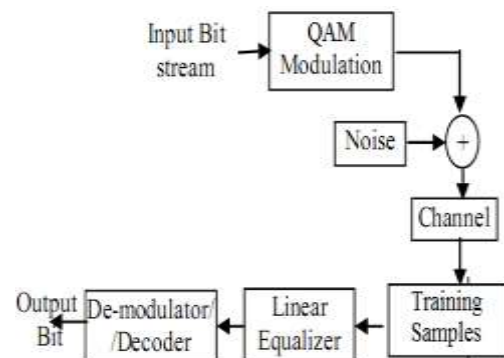 Input Bit
stream
QAM
Modulation
Noise
+
Channel
Training
Samples
Linear
Equalizer
De-modulator/
/Decoder
Output
Bit